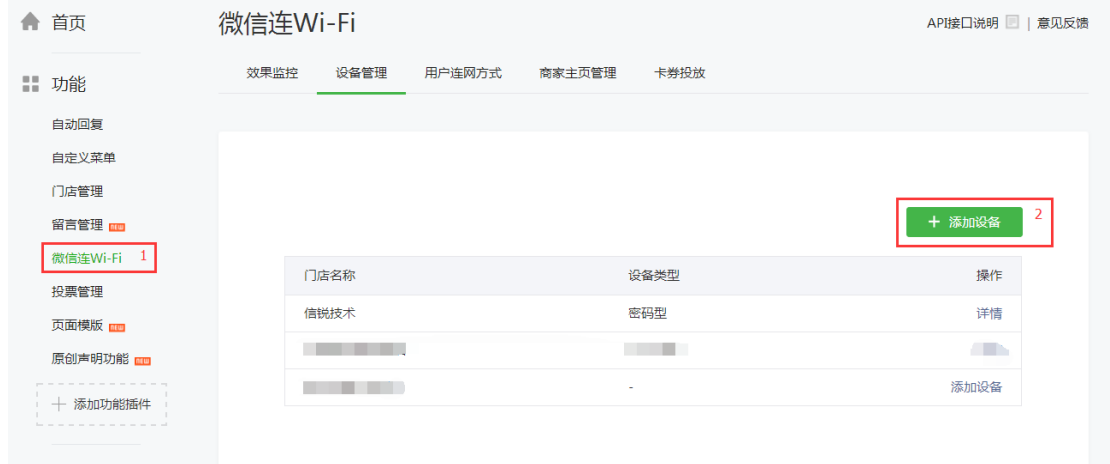 首页
功能
自动回复
自定义菜单
门店管理
留言管理 NEW
微信连Wi-Fi 1
投票管理
页面模版 NEW
原创声明功能 NEW
添加功能插件
微信连Wi-Fi
API接口说明 | 意见反馈
效果监控 设备管理 用户连网方式 商家主页管理 卡券投放
+ 添加设备 2
门店名称 设备类型 操作
信锐技术 密码型 详情
- 添加设备